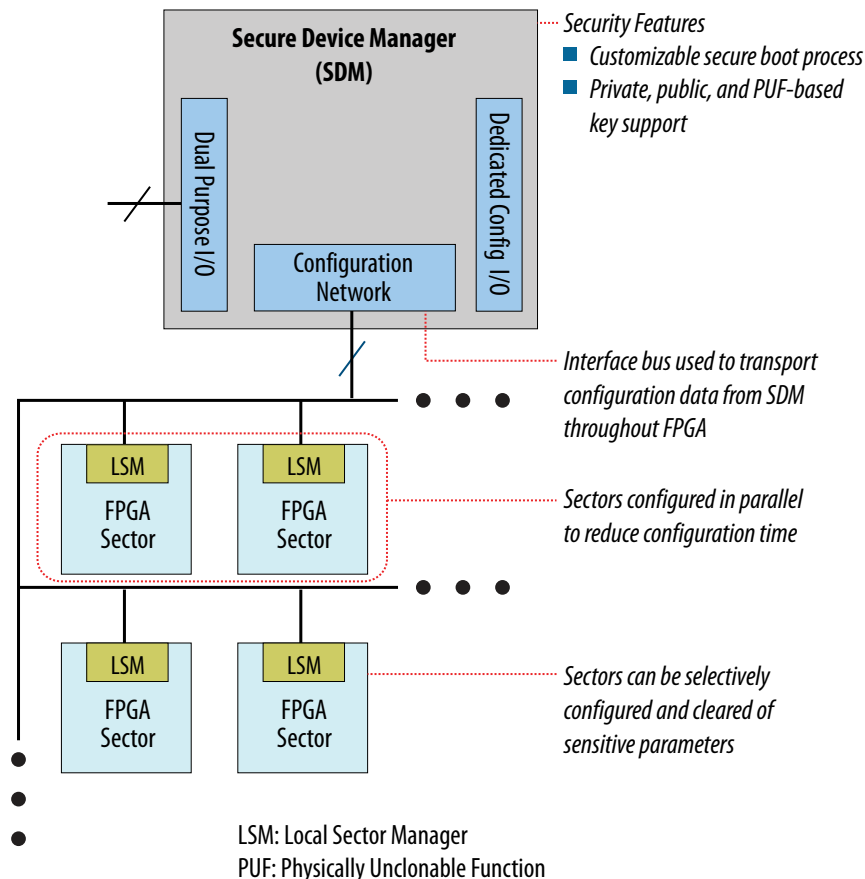 Secure Device Manager
(SDM)
Security Features
Customizable secure boot process
Private, public, and PUF-based
key support
Dual Purpose I/O
Dedicated Config I/O
Configuration
Network
Interface bus used to transport
configuration data from SDM
throughout FPGA
LSM
FPGA
Sector
LSM
FPGA
Sector
Sectors configured in parallel
to reduce configuration time
LSM
FPGA
Sector
LSM
FPGA
Sector
Sectors can be selectively
configured and cleared of
sensitive parameters
LSM: Local Sector Manager
PUF: Physically Unclonable Function